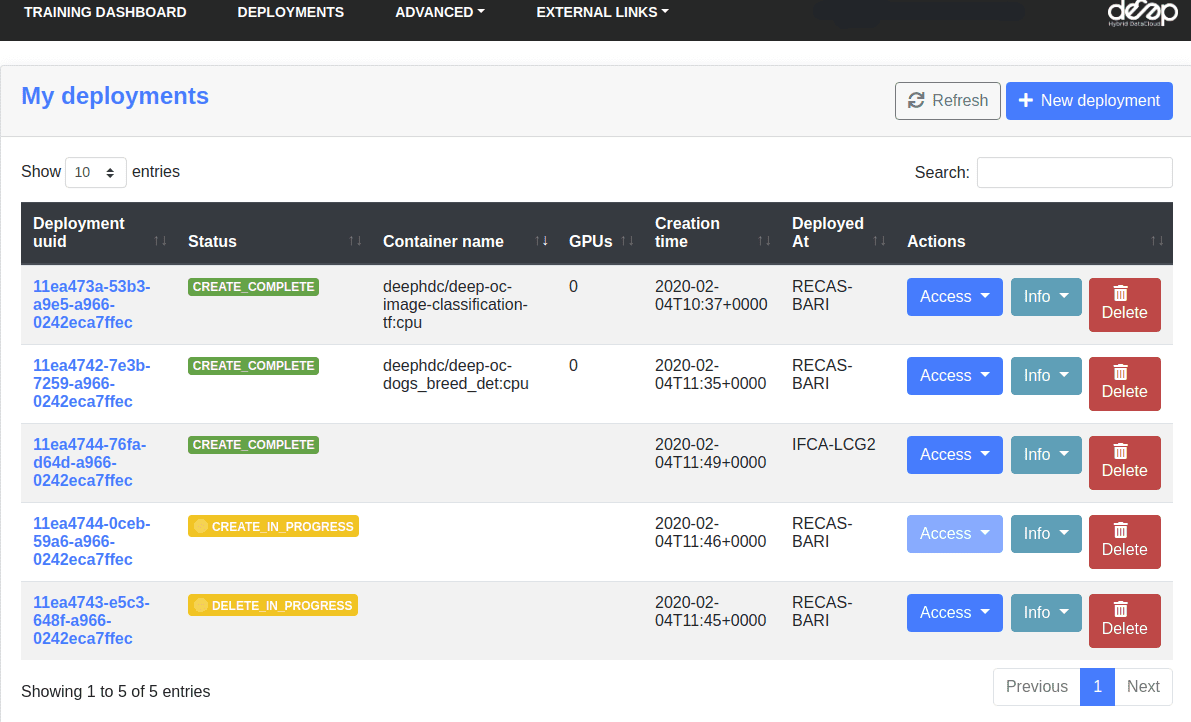 TRAINING DASHBOARD DEPLOYMENTS ADVANCED EXTERNAL LINKS deep
Hybrid DataCloud
My deployments Refresh New deployment
Show 10 entries Search:
Deployment
uuid Status Container name GPUs Creation
time Deployed
At Actions
11ea473a-53b3-
a9e5-a966-
0242eca7ffec
CREATE_COMPLETE
deephdc/deep-oc-
image-classification-
tf:cpu
0
2020-02-
04T10:37+0000
RECAS-
BARI
Access Info Delete
11ea4742-7e3b-
7259-a966-
0242eca7ffec
CREATE_COMPLETE
deephdc/deep-oc-
dogs_breed_det:cpu
0
2020-02-
04T11:35+0000
RECAS-
BARI
Access Info Delete
11ea4744-76fa-
d64d-a966-
0242eca7ffec
CREATE_COMPLETE
2020-02-
04T11:49+0000
IFCA-LCG2
Access Info Delete
11ea4744-0ceb-
59a6-a966-
0242eca7ffec
CREATE_IN_PROGRESS
2020-02-
04T11:46+0000
RECAS-
BARI
Access Info Delete
11ea4743-e5c3-
648f-a966-
0242eca7ffec
DELETE_IN_PROGRESS
2020-02-
04T11:45+0000
RECAS-
BARI
Access Info Delete
Showing 1 to 5 of 5 entries Previous 1 Next